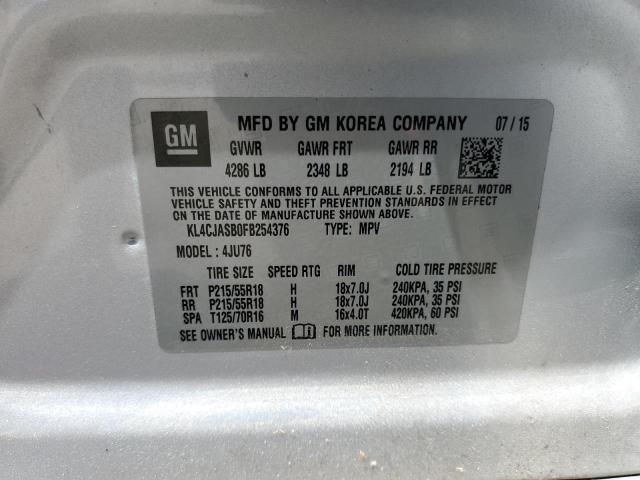 GM
MFD BY GM KOREA COMPANY 07 / 15
GVWR GAWR FRT GAWR RR
4286 LB 2348 LB 2194 LB
THIS VEHICLE CONFORMS TO ALL APPLICABLE U.S. FEDERAL MOTOR
VEHICLE SAFETY AND THEFT PREVENTION STANDARDS IN EFFECT
ON THE DATE OF MANUFACTURE SHOWN ABOVE.
KL4CJASB0FB254376 TYPE: MPV
MODEL : 4JU76
TIRE SIZE SPEED RTG RIM COLD TIRE PRESSURE
FRT P215/55R18 H 18x7.0J 240KPA, 35 PSI
RR P215/55R18 H 18x7.0J 240KPA, 35 PSI
SPA T125/70R16 M 16x4.0T 420KPA, 60 PSI
SEE OWNER'S MANUAL FOR MORE INFORMATION.